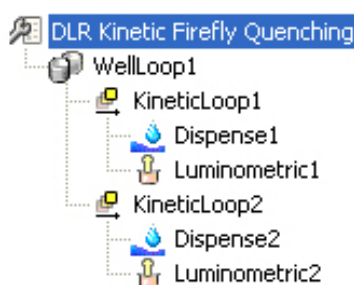 DLR Kinetic Firefly Quenching
WellLoop1
KineticLoop1
Dispense1
Luminometric1
KineticLoop2
Dispense2
Luminometric2